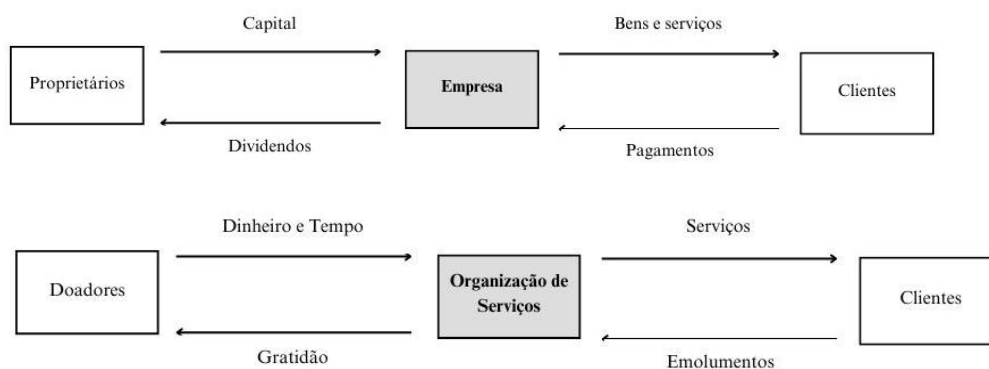 Capital
Bens e serviços
Proprietários
Empresa
Clientes
Dividendos
Pagamentos
Dinheiro e Tempo
Serviços
Doadores
Organização de
Serviços
Clientes
Gratidão
Emolumentos